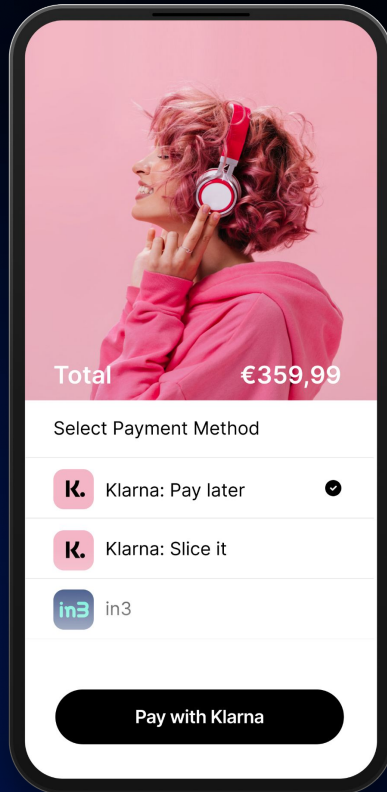 Total €359,99
Select Payment Method
K. Klarna: Pay later
K. Klarna: Slice it
in3 in3
Pay with Klarna